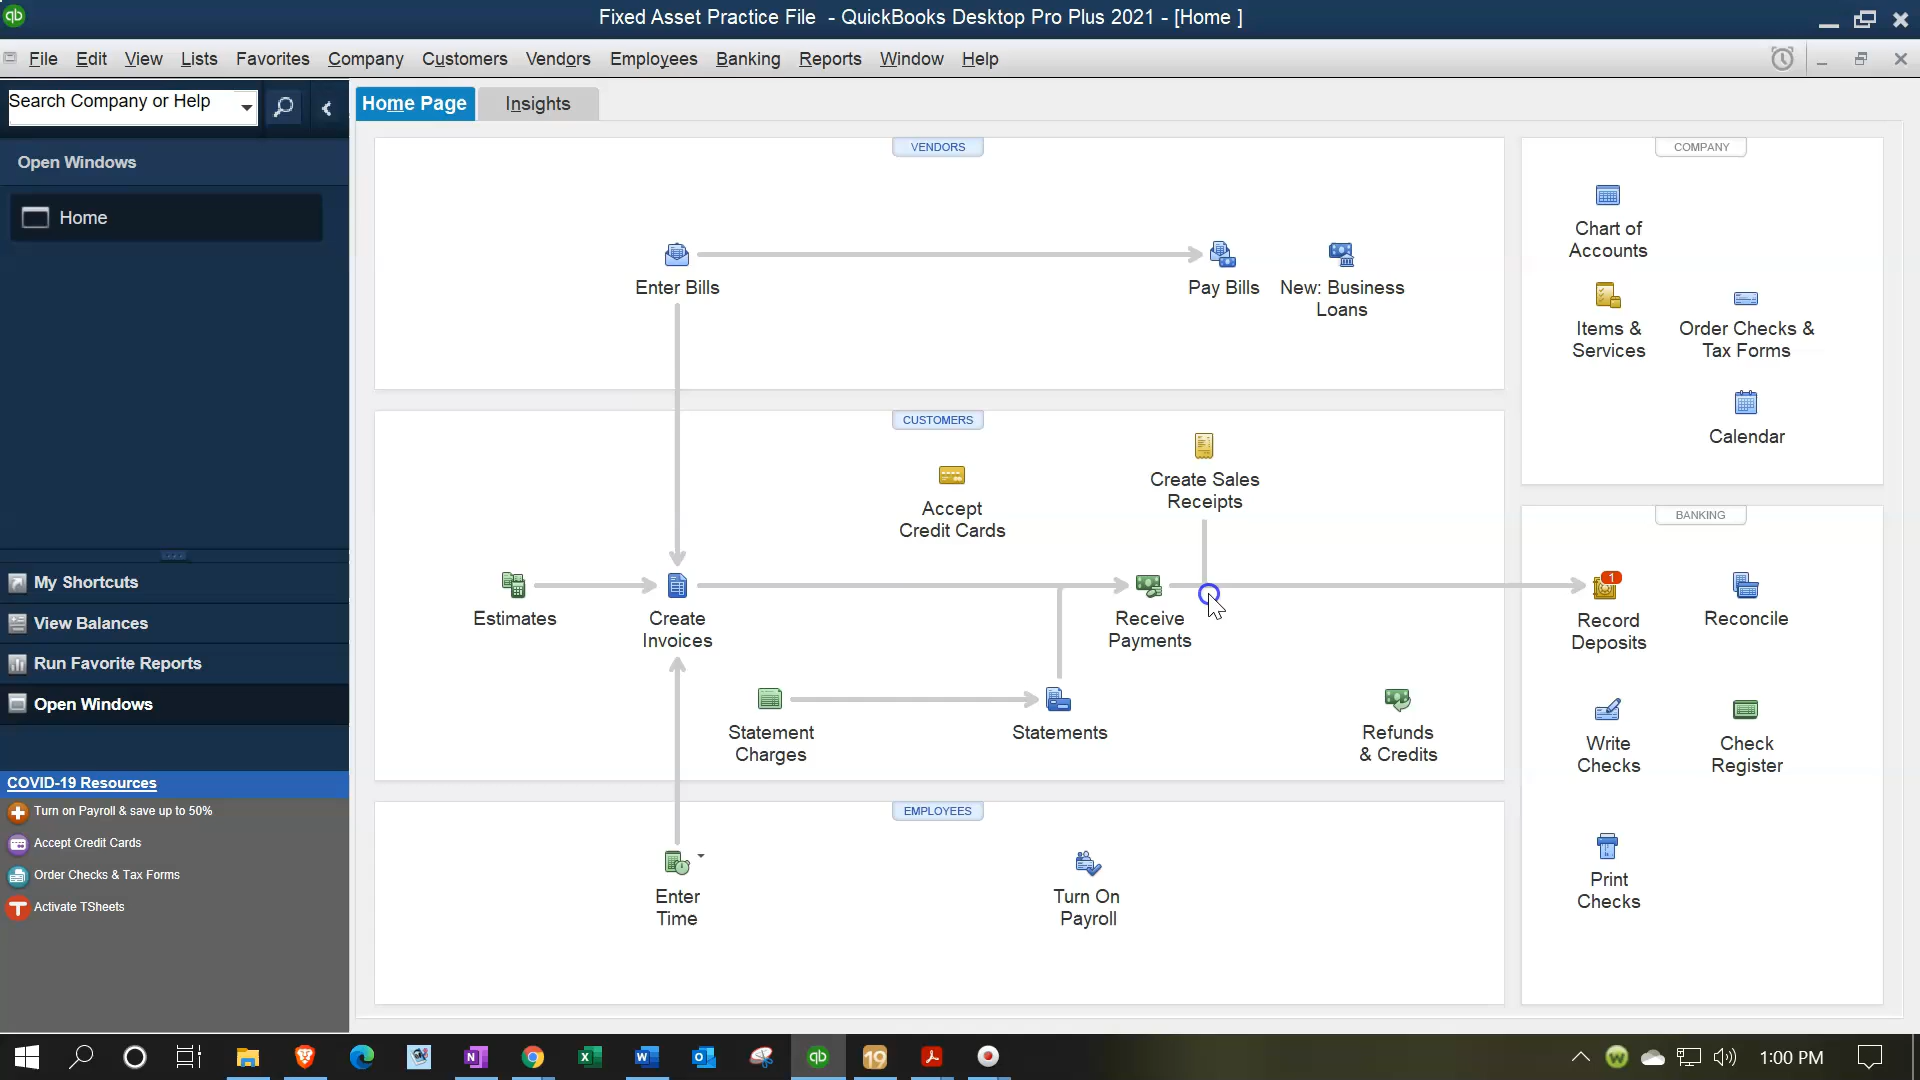 Fixed Asset Practice File - QuickBooks Desktop Pro Plus 2021 - [Home ]
File Edit View Lists Favorites Company Customers Vendors Employees Banking Reports Window Help
Search Company or Help
Home Page Insights
Open Windows
Home
My Shortcuts
View Balances
Run Favorite Reports
Open Windows
COVID-19 Resources
Turn on Payroll & save up to 50%
Accept Credit Cards
Order Checks & Tax Forms
Activate TSheets
VENDORS
Enter Bills
Pay Bills
New: Business
Loans
CUSTOMERS
Create Sales
Receipts
Accept
Credit Cards
Estimates
Create
Invoices
Receive
Payments
Statement
Charges
Statements
Refunds
& Credits
EMPLOYEES
Enter
Time
Turn On
Payroll
COMPANY
Chart of
Accounts
Items &
Services
Order Checks &
Tax Forms
Calendar
BANKING
1
Record
Deposits
Reconcile
Write
Checks
Check
Register
Print
Checks
1:00 PM